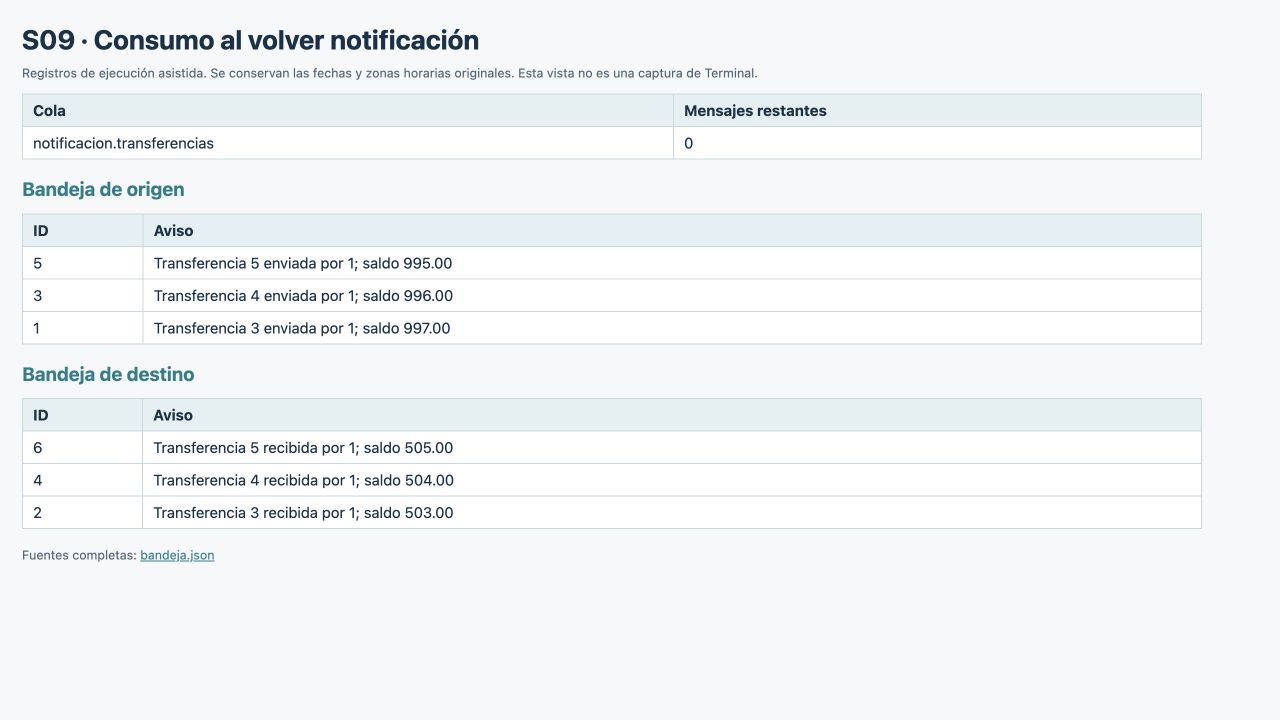 S09 · Consumo al volver notificación
Registros de ejecución asistida. Se conservan las fechas y zonas horarias originales. Esta vista no es una captura de Terminal.
Cola Mensajes restantes
notificacion.transferencias 0
Bandeja de origen
ID Aviso
5 Transferencia 5 enviada por 1; saldo 995.00
3 Transferencia 4 enviada por 1; saldo 996.00
1 Transferencia 3 enviada por 1; saldo 997.00
Bandeja de destino
ID Aviso
6 Transferencia 5 recibida por 1; saldo 505.00
4 Transferencia 4 recibida por 1; saldo 504.00
2 Transferencia 3 recibida por 1; saldo 503.00
Fuentes completas: bandeja.json